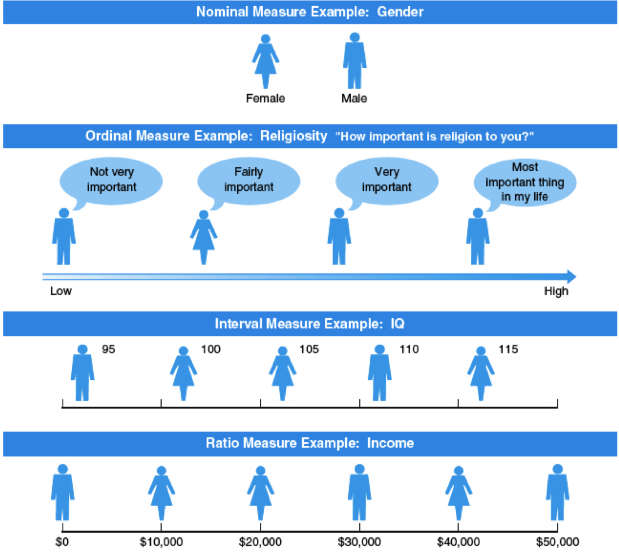 Nominal Measure Example: Gender
Female Male
Ordinal Measure Example: Religiosity "How important is religion to you?"
Not very
important
Fairly
important
Very
important
Most
important thing
in my life
Low High
Interval Measure Example: IQ
95 100 105 110 115
Ratio Measure Example: Income
$0 $10,000 $20,000 $30,000 $40,000 $50,000